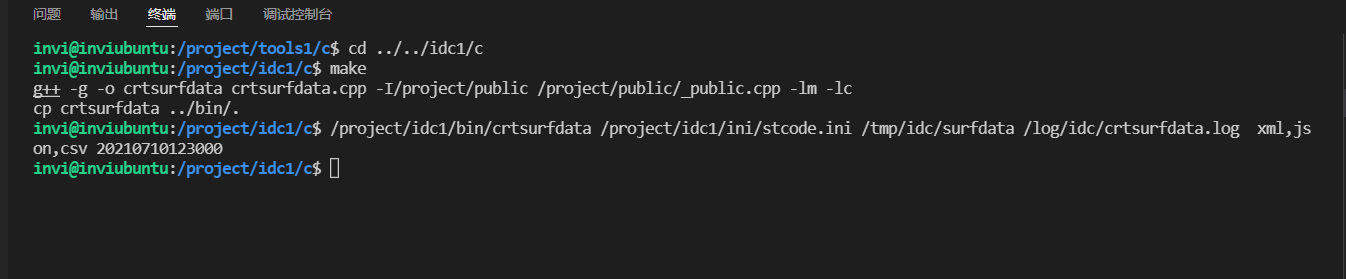 问题 输出 终端 端口 调试控制台
invi@inviubuntu:/project/tools1/c$ cd ../../idc1/c
invi@inviubuntu:/project/idc1/c$ make
g++ -g -o crtsurfdata crtsurfdata.cpp -I/project/public /project/public/_public.cpp -lm -lc
cp crtsurfdata ../bin/.
invi@inviubuntu:/project/idc1/c$ /project/idc1/bin/crtsurfdata /project/idc1/ini/stcode.ini /tmp/idc/surfdata /log/idc/crtsurfdata.log  xml,js
on,csv 20210710123000
invi@inviubuntu:/project/idc1/c$